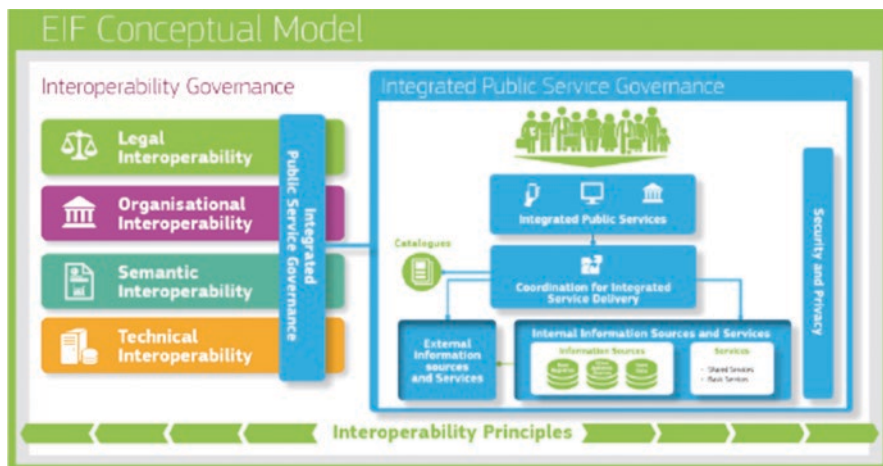 EIF Conceptual Model
Interoperability Governance
Legal
Interoperability
Organisational
Interoperability
Semantic
Interoperability
Technical
Interoperability
Integrated
Public Service Governance
Integrated Public Service Governance
Integrated Public Services
Catalogues
Coordination for Integrated
Service Delivery
External
Information
sources
and Services
Internal Information Sources and Services
Information Sources
Services
Shared Services
Basic Services
Security and Privacy
Interoperability Principles